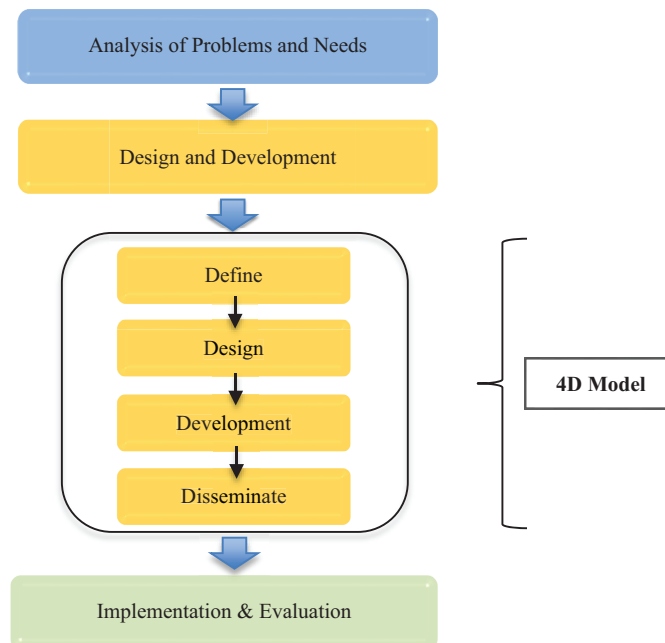 Analysis of Problems and Needs
Design and Development
Define
Design
4D Model
Development
Disseminate
Implementation & Evaluation